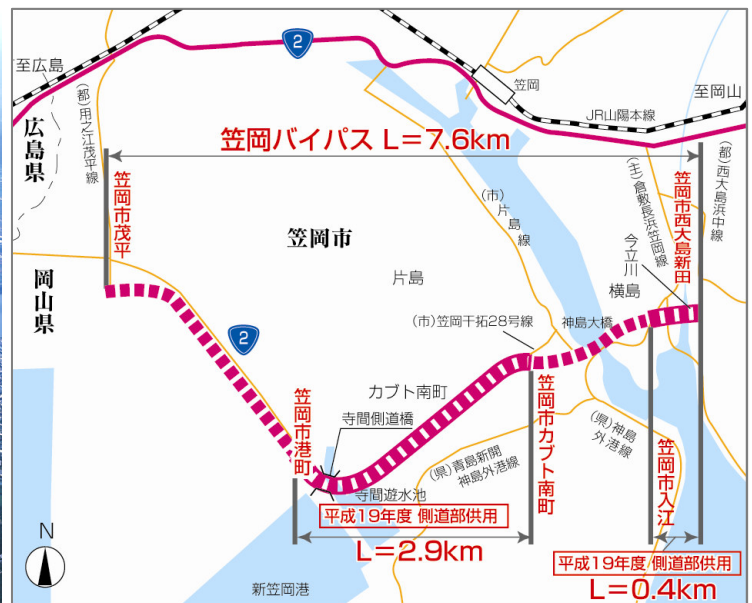 2
至広島
笠岡
至岡山
JR山陽本線
広島県
(都)用之江茂平線
笠岡バイパス L=7.6km
(都)西大島浜中線
(主)倉敷長浜笠岡線
笠岡市茂平
笠岡市西大島新田
(市)片島線
笠岡市
今立川
岡山県
片島
横島
(市)笠岡干拓28号線
神島大橋
2
カブト南町
笠岡市港町
寺間側道橋
笠岡市カブト南町
(県)神島外港線
(県)青島新開神島外港線
笠岡市入江
寺間遊水池
平成19年度 側道部供用
L=2.9km
N
平成19年度 側道部供用
新笠岡港
L=0.4km